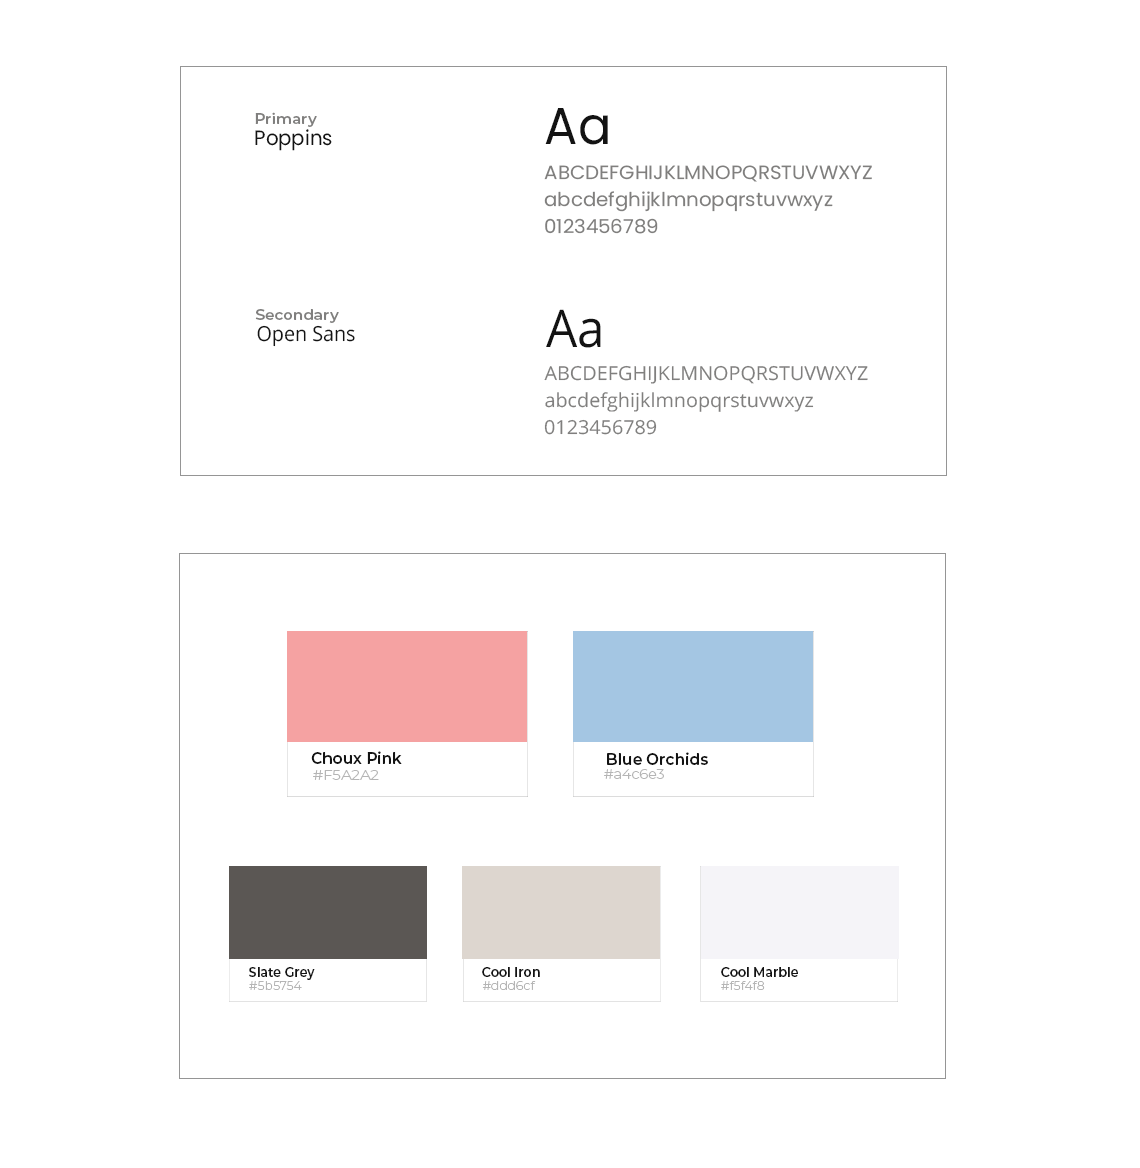 Primary
Poppins
Aa
ABCDEFGHIJKLMNOPQRSTUVWXYZ
abcdefghijklmnopqrstuvwxyz
0123456789
Secondary
Open Sans
Aa
ABCDEFGHIJKLMNOPQRSTUVWXYZ
abcdefghijklmnopqrstuvwxyz
0123456789
Choux Pink
#F5A2A2
Blue Orchids
#a4c6e3
Slate Grey
#5b5754
Cool Iron
#ddd6cf
Cool Marble
#f5f4f8